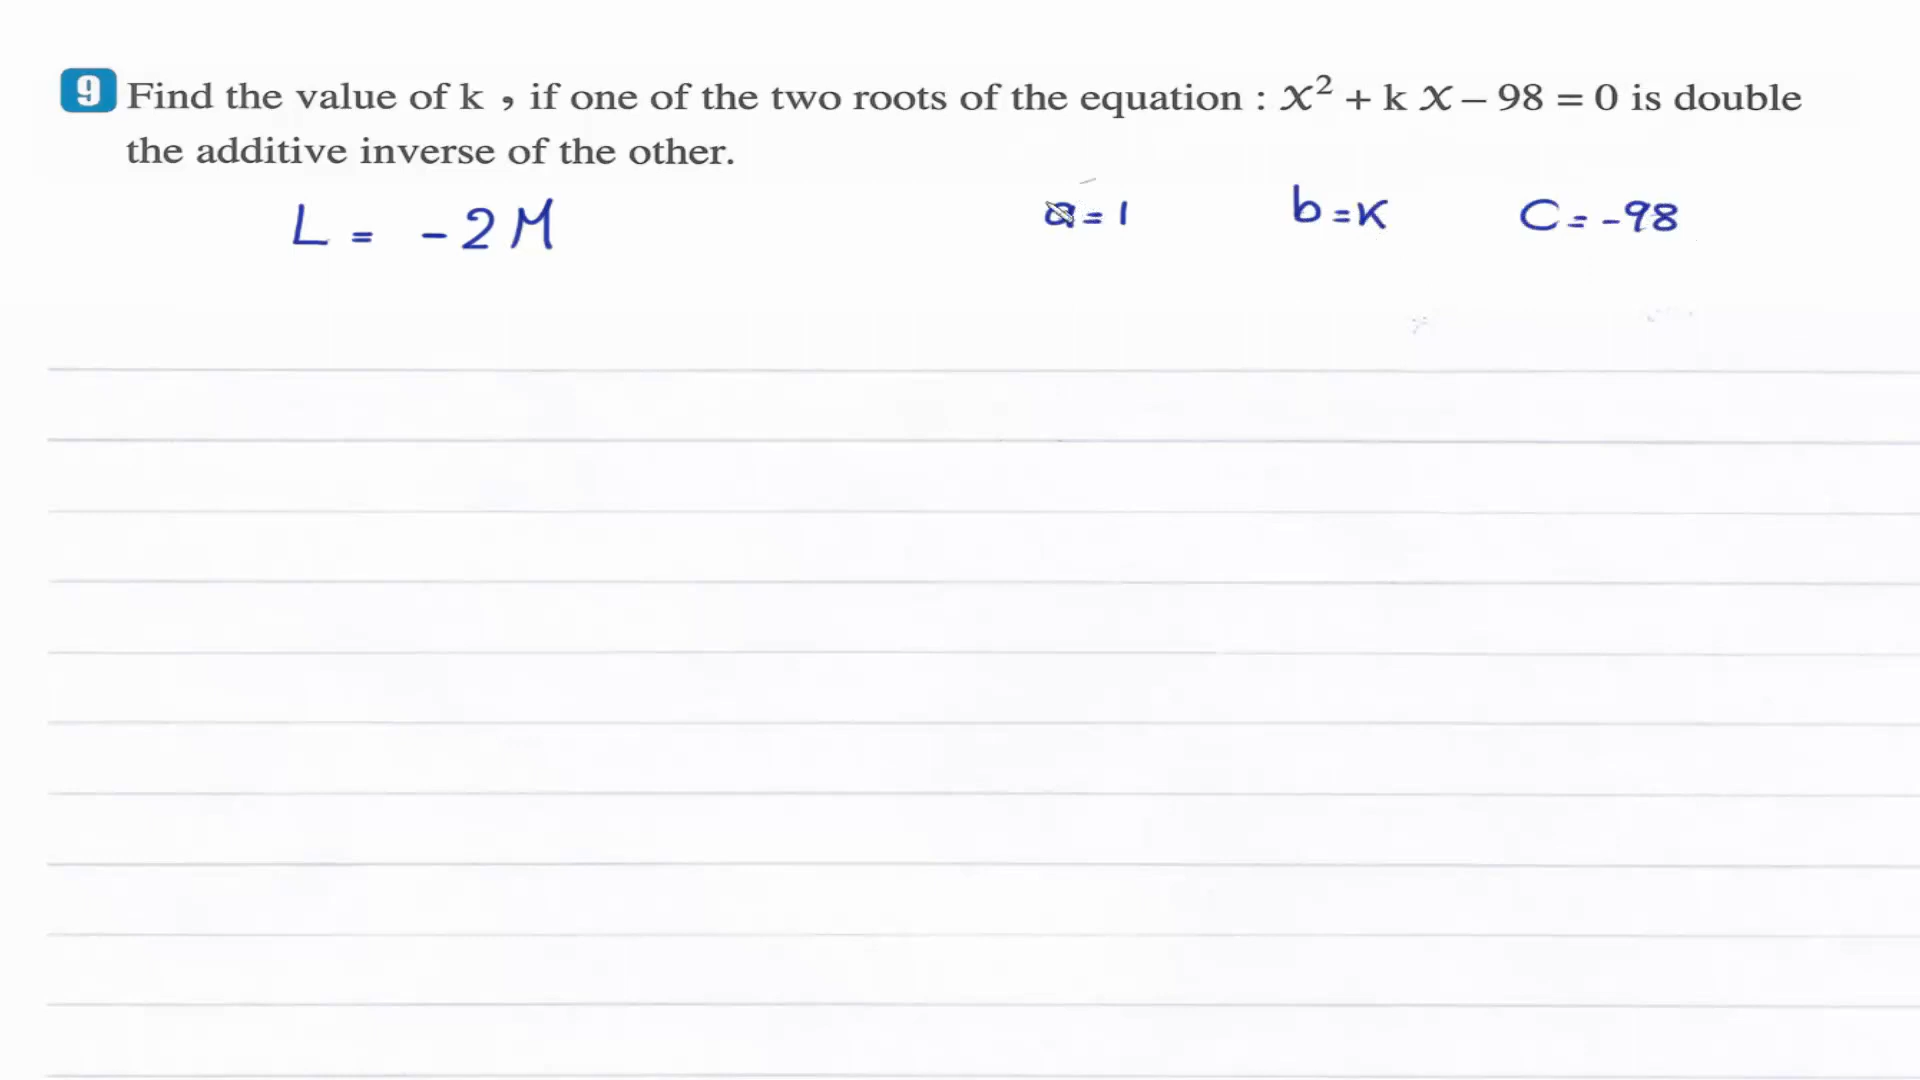 9 Find the value of k , if one of the two roots of the equation : x² + k x – 98 = 0 is double
the additive inverse of the other.
L = -2M a=1 b=K C=-98